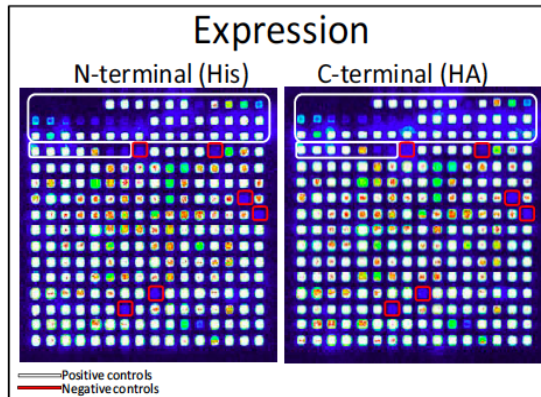 Expression
N-terminal (His)
C-terminal (HA)
Positive controls
Negative controls